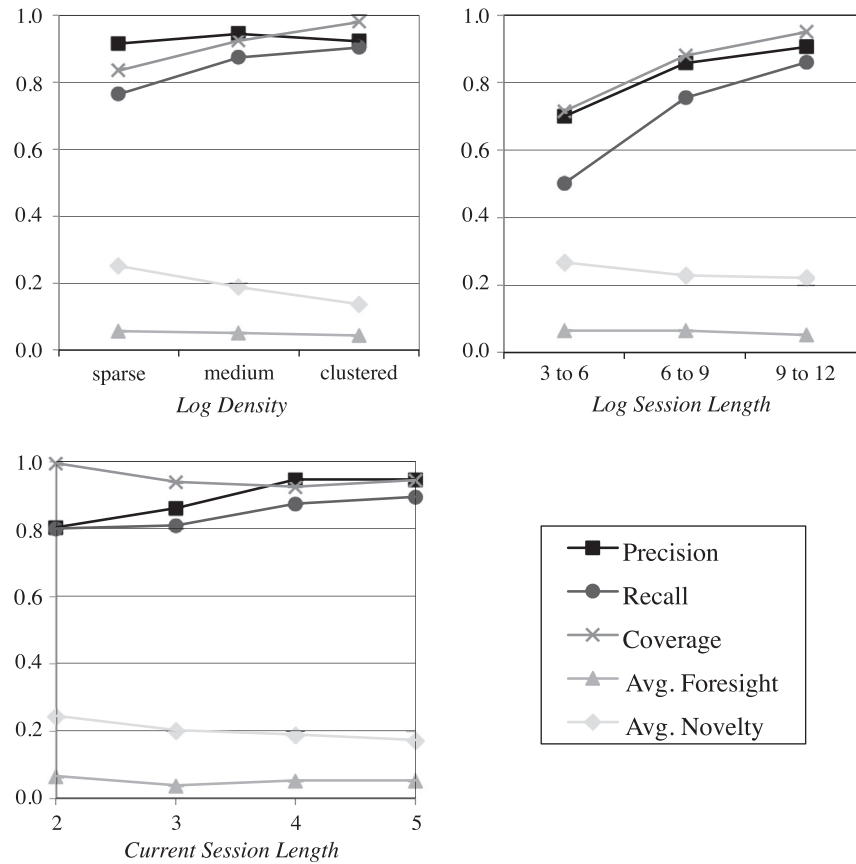 1.0
0.8
0.6
0.4
0.2
0.0
sparse medium clustered
Log Density
1.0
0.8
0.6
0.4
0.2
0.0
3 to 6 6 to 9 9 to 12
Log Session Length
1.0
0.8
0.6
0.4
0.2
0.0
2 3 4 5
Current Session Length
Precision
Recall
Coverage
Avg. Foresight
Avg. Novelty